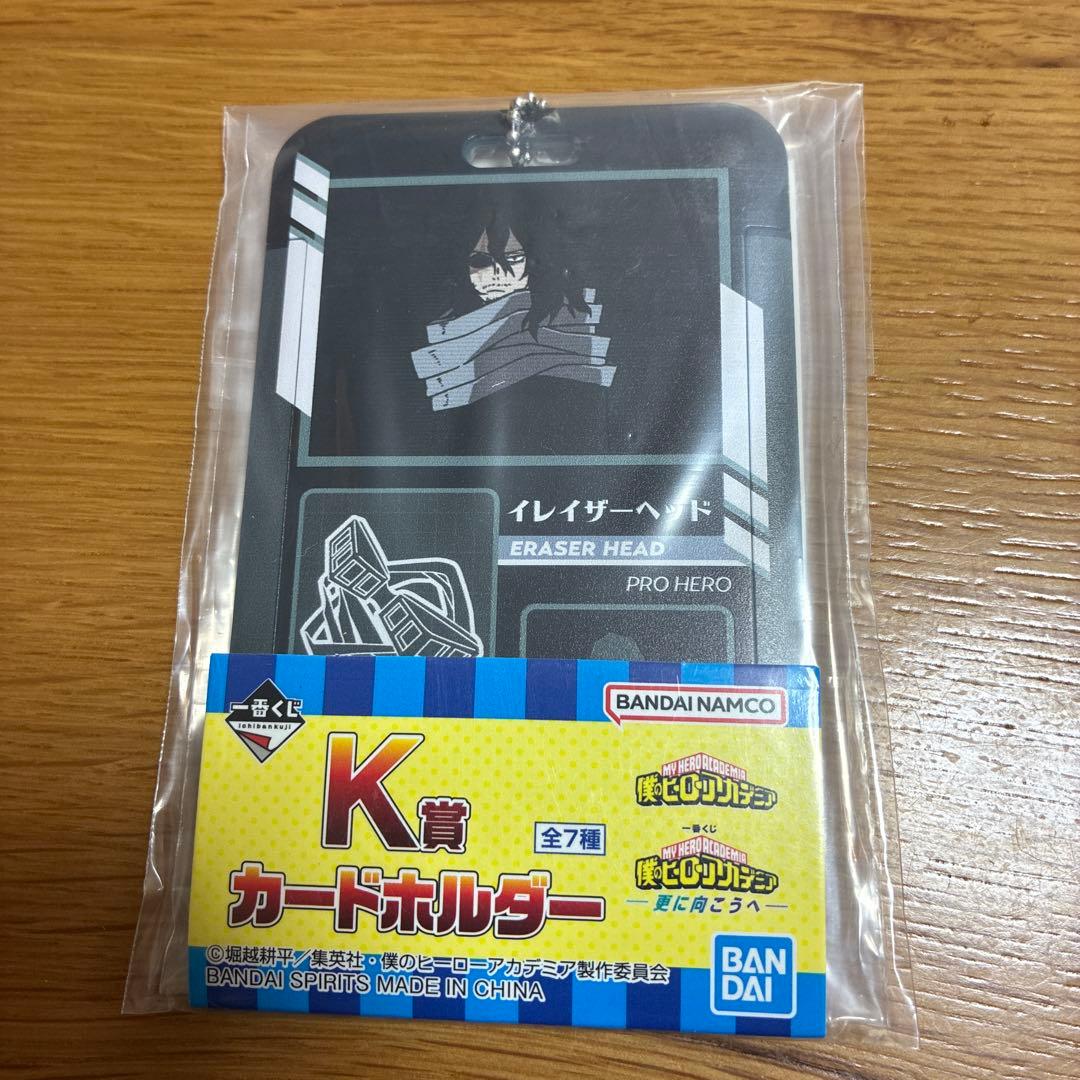 イレイザーヘッド
ERASER HEAD
PRO HERO
一番くじ
ichibankuji
BANDAI NAMCO
K賞
全7種
カードホルダー
MY HERO ACADEMIA
僕のヒーローアカデミア
一番くじ
MY HERO ACADEMIA
僕のヒーローアカデミア
更に向こうへ
©堀越耕平／集英社・僕のヒーローアカデミア製作委員会
BANDAI SPIRITS MADE IN CHINA
BAN
DAI